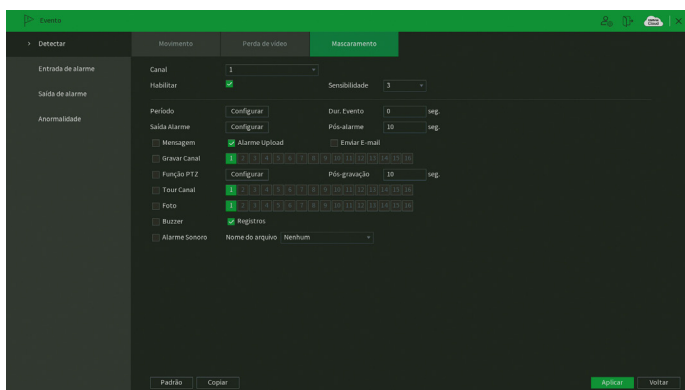 Evento
Detectar
Movimento
Perda de vídeo
Mascaramento
Entrada de alarme
Saída de alarme
Anormalidade
Canal 1
Habilitar Sensibilidade 3
Período Configurar Dur. Evento 0 seg.
Saída Alarme Configurar Pós-alarme 10 seg.
Mensagem Alarme Upload Enviar E-mail
Gravar Canal 1 2 3 4 5 6 7 8 9 10 11 12 13 14 15 16
Função PTZ Configurar Pós-gravação 10 seg.
Tour Canal 1 2 3 4 5 6 7 8 9 10 11 12 13 14 15 16
Foto 1 2 3 4 5 6 7 8 9 10 11 12 13 14 15 16
Buzzer Registros
Alarme Sonoro Nome do arquivo Nenhum
Padrão Copiar Aplicar Voltar